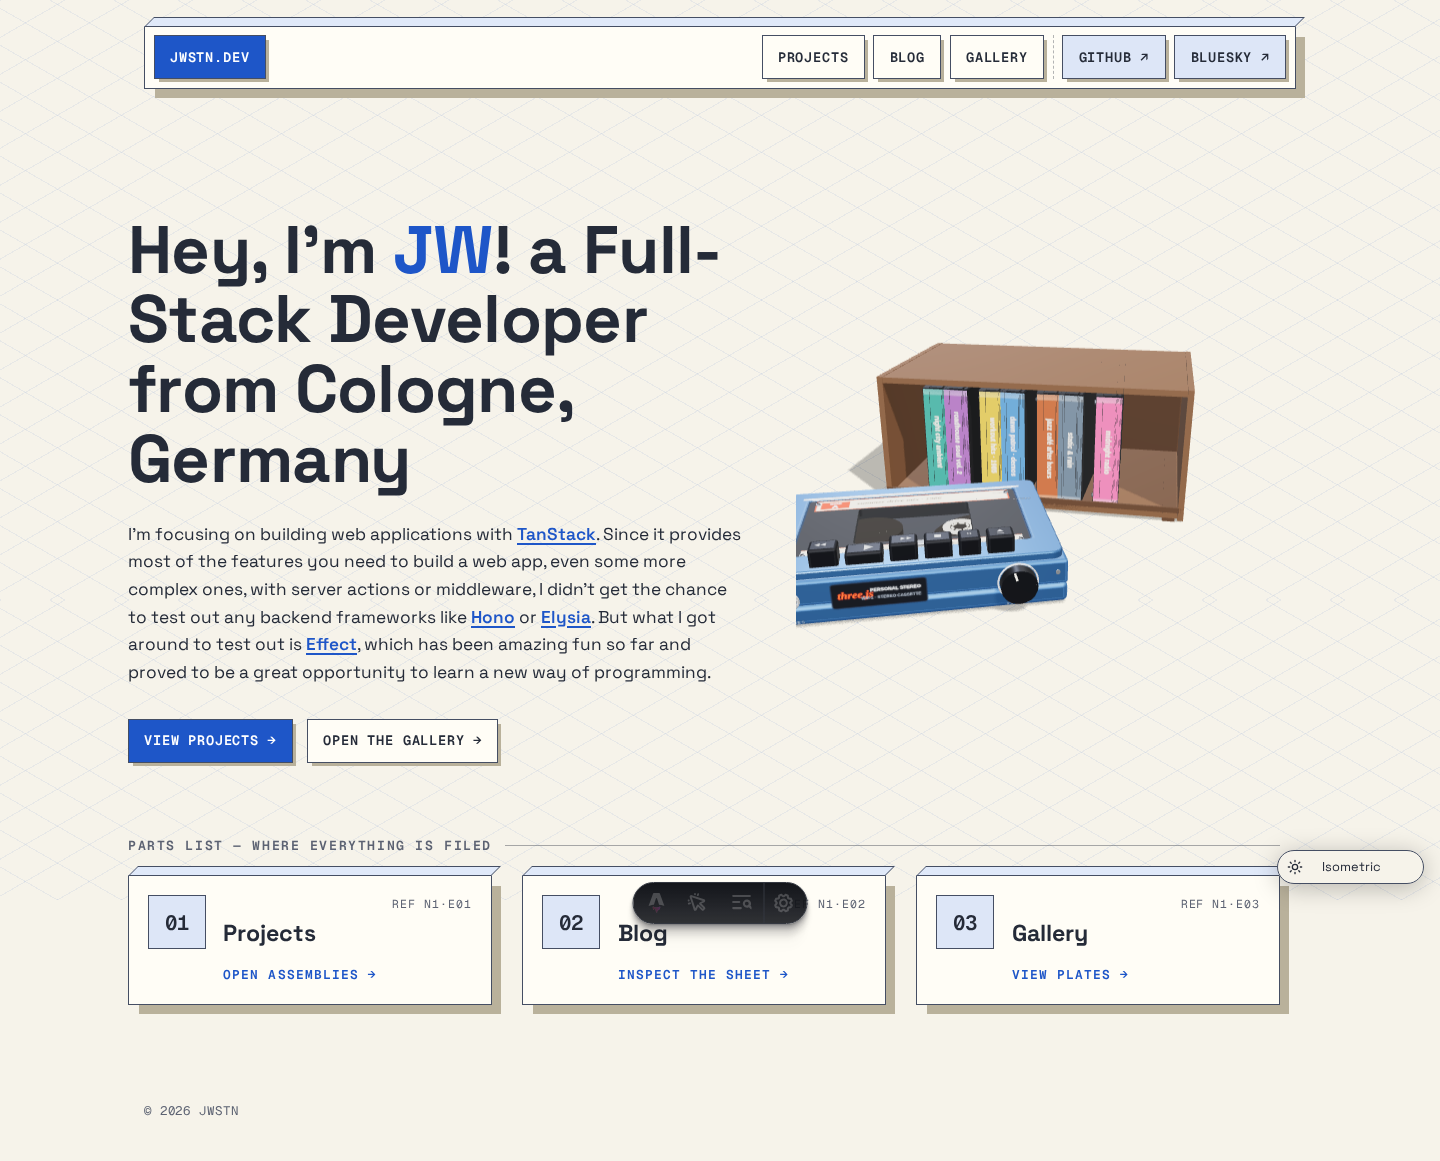 JWSTN.DEV
PROJECTS
BLOG
GALLERY
GITHUB ↗
BLUESKY ↗
Hey, I’m JW! a Full-
Stack Developer
from Cologne,
Germany
I’m focusing on building web applications with TanStack. Since it provides
most of the features you need to build a web app, even some more
complex ones, with server actions or middleware, I didn’t get the chance
to test out any backend frameworks like Hono or Elysia. But what I got
around to test out is Effect, which has been amazing fun so far and
proved to be a great opportunity to learn a new way of programming.
three.js
PERSONAL STEREO
VIEW PROJECTS →
OPEN THE GALLERY →
PARTS LIST — WHERE EVERYTHING IS FILED
Isometric
01
REF N1·E01
Projects
OPEN ASSEMBLIES →
02
N1·E02
Blog
INSPECT THE SHEET →
03
REF N1·E03
Gallery
VIEW PLATES →
© 2026 JWSTN